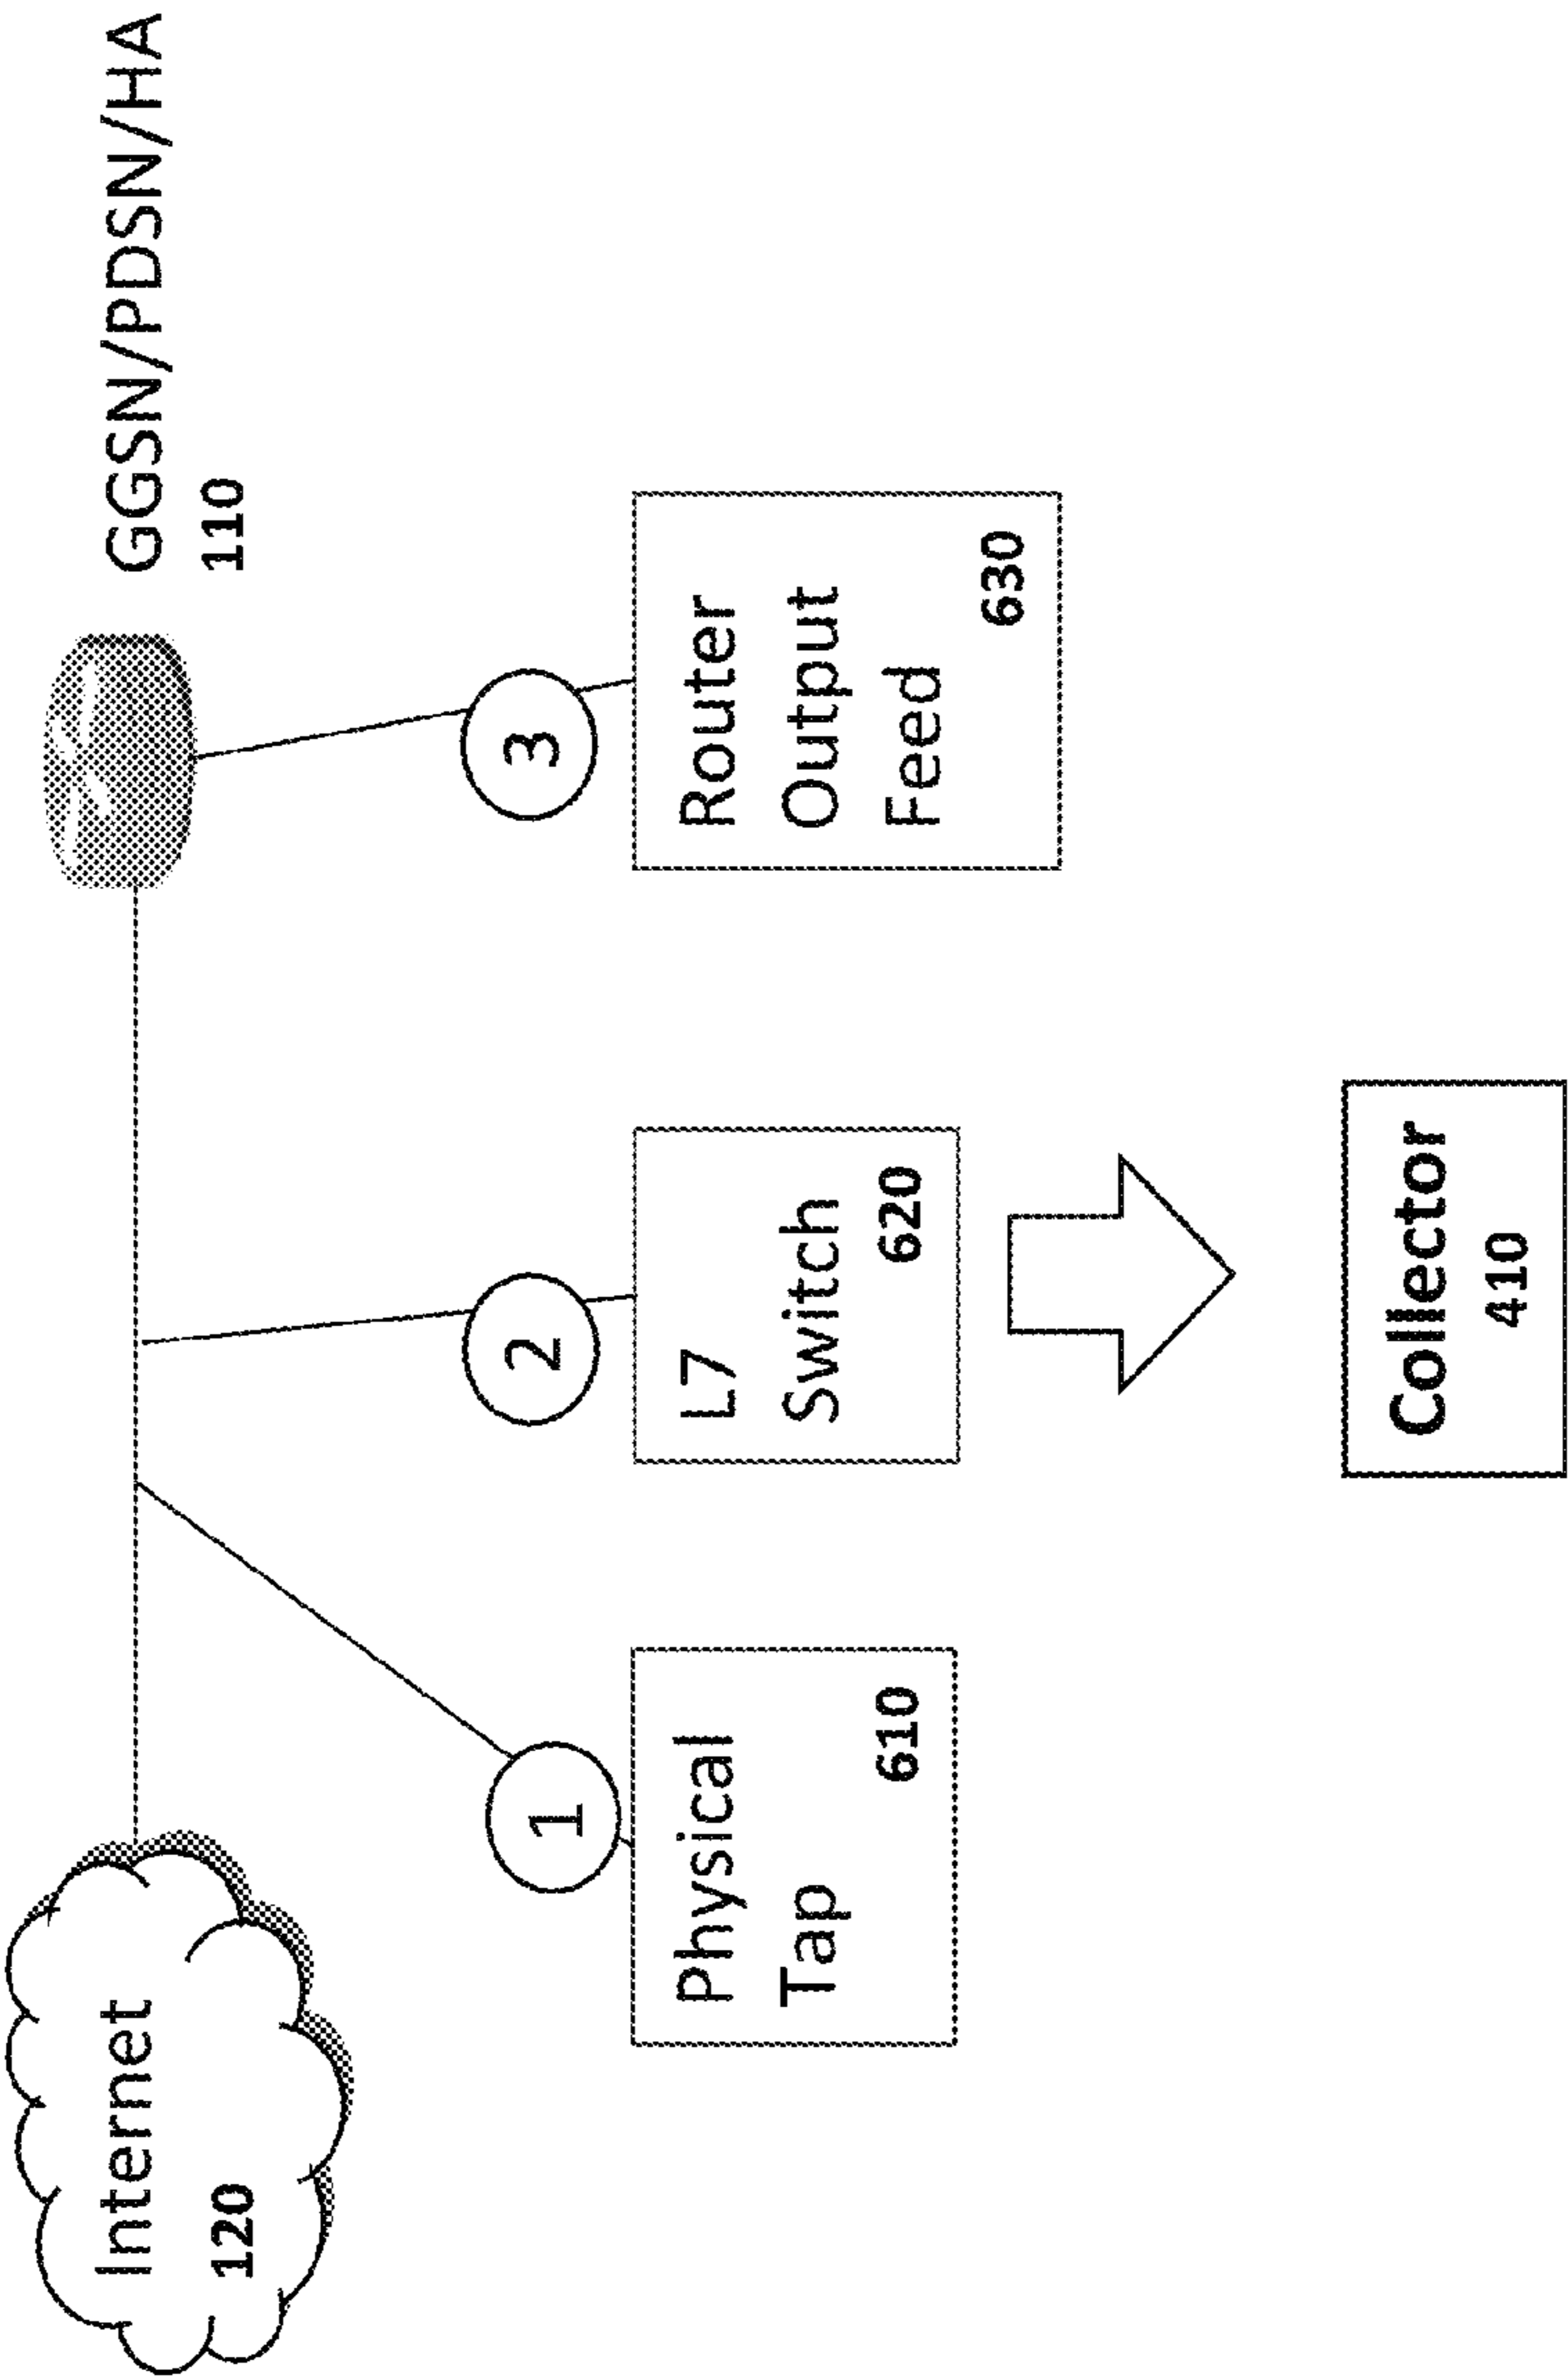 Internet
120
GGSN/PDSN/HA
110
1
2
3
Physical
Tap
610
L7
Switch
620
Router
Output
Feed
630
Collector
410